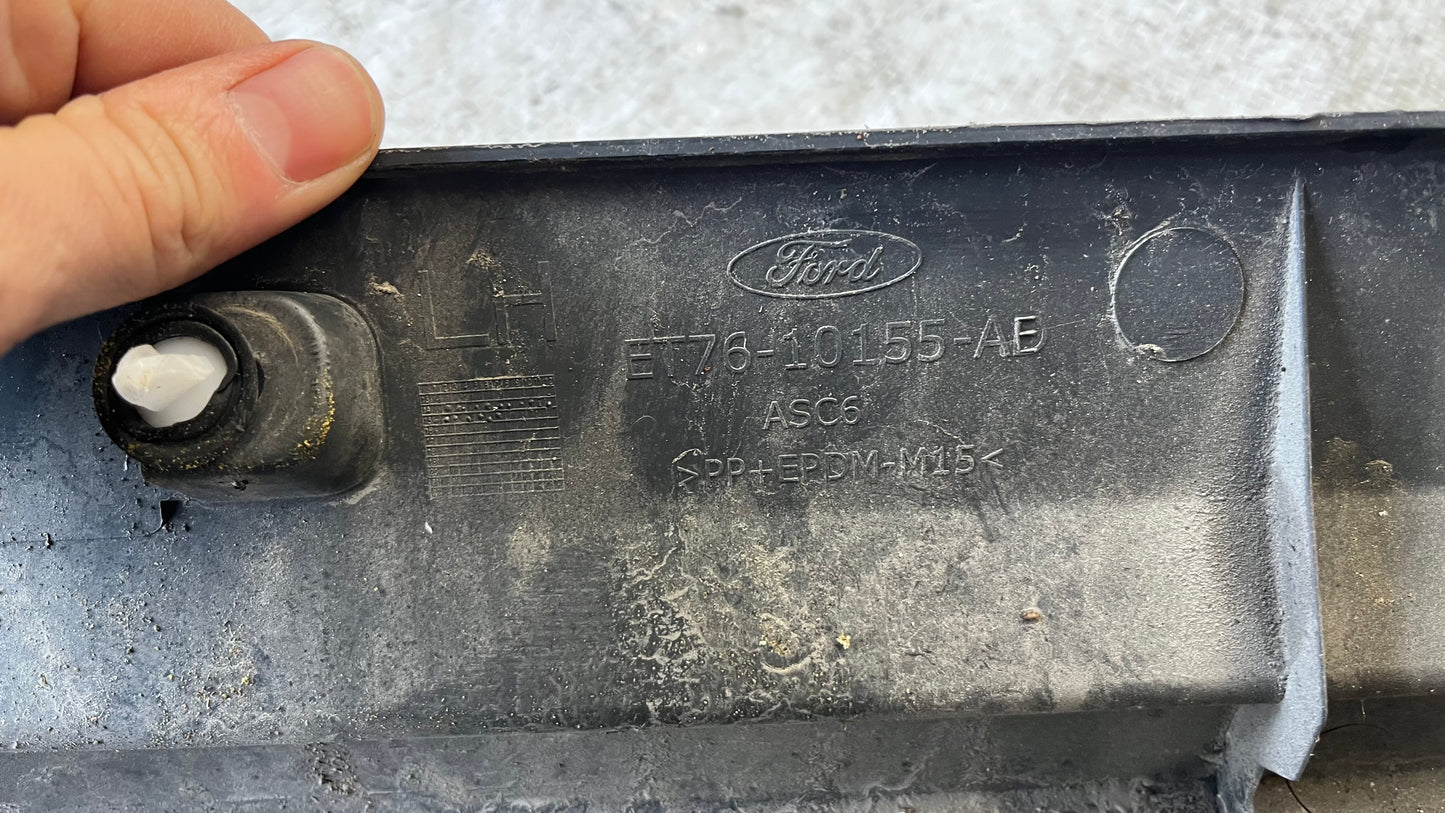 Ford
LH
ET76-10155-AB
ASC6
>PP+EPDM-M15<